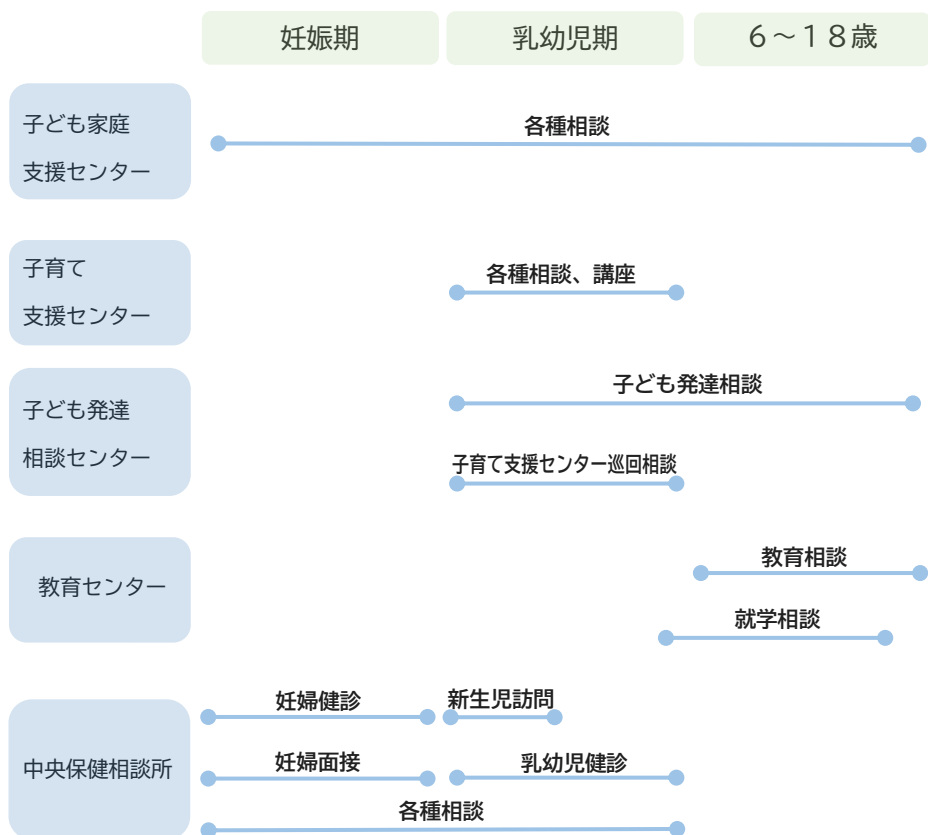 妊娠期
乳幼児期
６～１８歳
子ども家庭
支援センター
各種相談
子育て
支援センター
各種相談、講座
子ども発達
相談センター
子ども発達相談
子育て支援センター巡回相談
教育センター
教育相談
就学相談
中央保健相談所
妊婦健診
新生児訪問
妊婦面接
乳幼児健診
各種相談